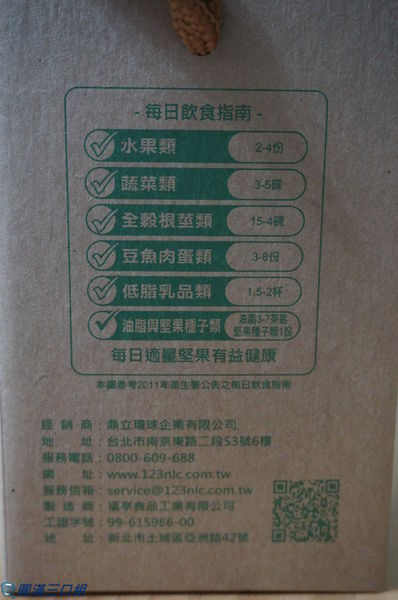 - 每日飲食指南 -
水果類 2-4份
蔬菜類 3-5碟
全穀根莖類 15-4碗
豆魚肉蛋類 3-8份
低脂乳品類 1.5-2杯
油脂與堅果種子類 油脂3-7茶匙 堅果種子類1份
每日適量堅果有益健康
本圖參考2011年衛生署公告之每日飲食指南
經銷商：鼎立環球企業有限公司
地址：台北市南京東路二段53號6樓
服務電話：0800-609-688
網址：www.123nlc.com.tw
服務信箱：service@123nlc.com.tw
製造商：福享食品工業有限公司
工證字號：99-615986-00
地址：新北市土城區亞洲路42號
圓滿三口組